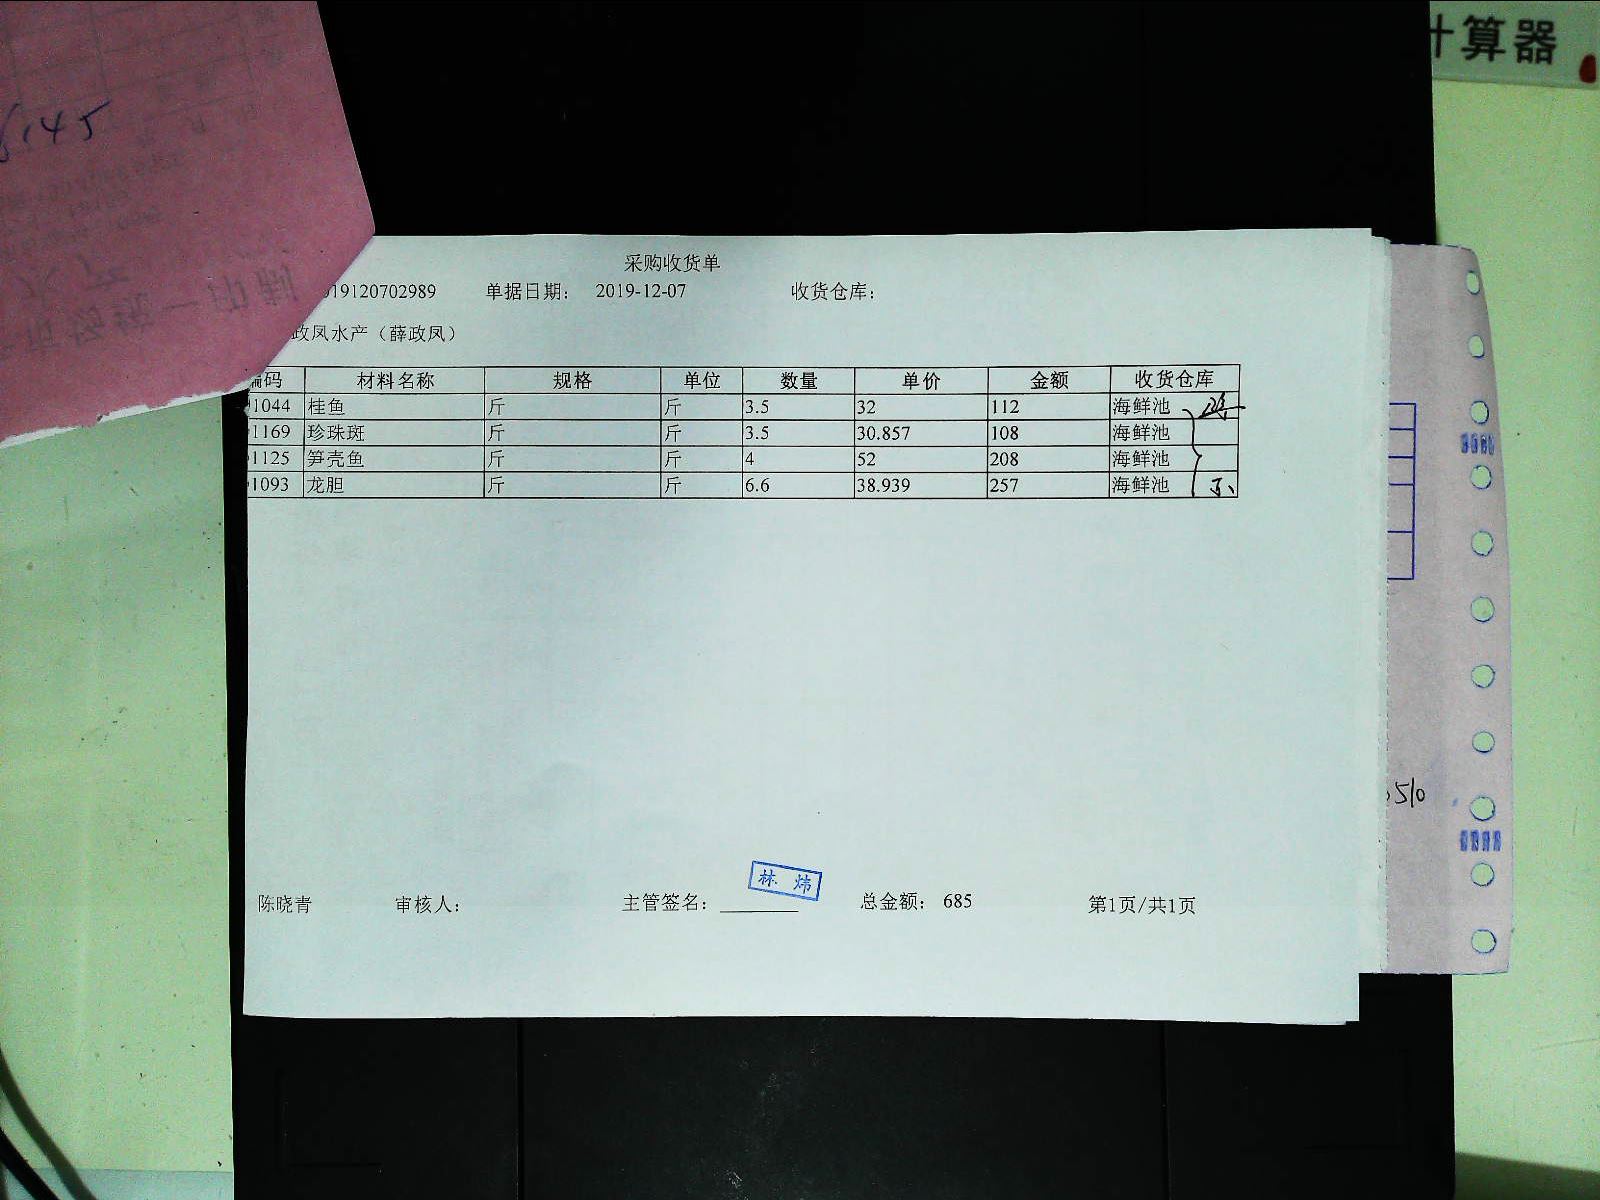 计算器
6145
采购收货单
19120702989 单据日期： 2019-12-07 收货仓库：
政凤水产（薛政凤）
编码 材料名称 规格 单位 数量 单价 金额 收货仓库
1044 桂鱼 斤 斤 3.5 32 112 海鲜池
1169 珍珠斑 斤 斤 3.5 30.857 108 海鲜池
1125 笋壳鱼 斤 斤 4 52 208 海鲜池
1093 龙胆 斤 斤 6.6 38.939 257 海鲜池
510
林炜
陈晓青 审核人： 主管签名： 总金额： 685 第1页/共1页